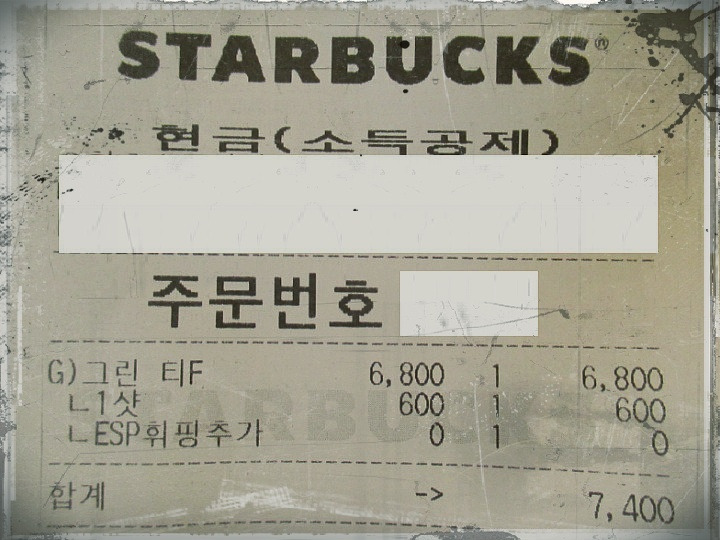 STARBUCKS®
현금(소득공제)
주문번호
G)그린 티F 6,800 1 6,800
ㄴ1샷 600 1 600
ㄴESP휘핑추가 0 1 0
합계 -> 7,400